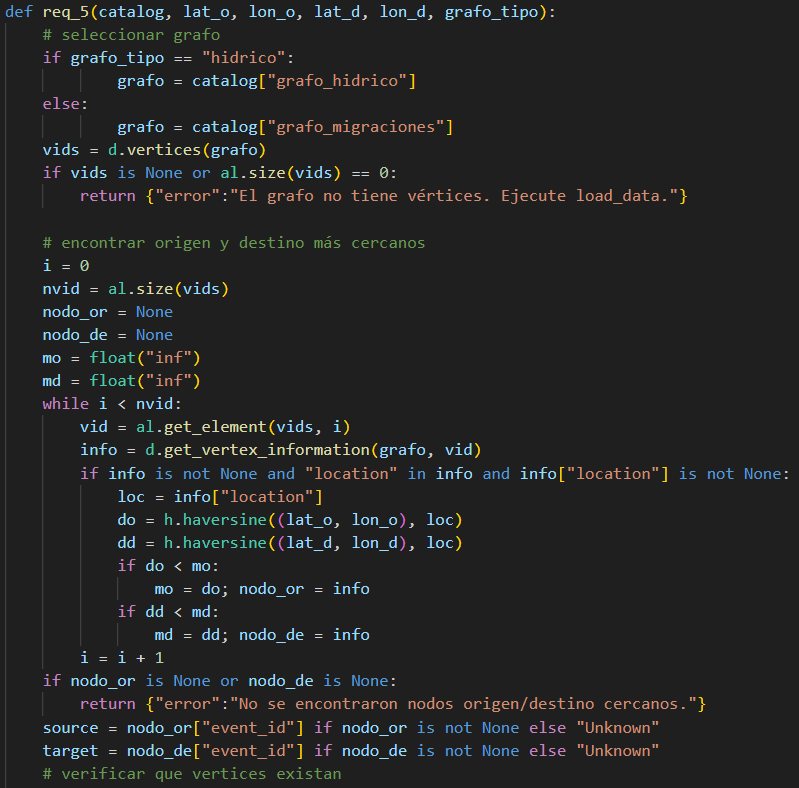 def req_5(catalog, lat_o, lon_o, lat_d, lon_d, grafo_tipo):
    # seleccionar grafo
    if grafo_tipo == "hidrico":
            grafo = catalog["grafo_hidrico"]
    else:
            grafo = catalog["grafo_migraciones"]
    vids = d.vertices(grafo)
    if vids is None or al.size(vids) == 0:
        return {"error":"El grafo no tiene vértices. Ejecute load_data."}

    # encontrar origen y destino más cercanos
    i = 0
    nvid = al.size(vids)
    nodo_or = None
    nodo_de = None
    mo = float("inf")
    md = float("inf")
    while i < nvid:
        vid = al.get_element(vids, i)
        info = d.get_vertex_information(grafo, vid)
        if info is not None and "location" in info and info["location"] is not None:
            loc = info["location"]
            do = h.haversine((lat_o, lon_o), loc)
            dd = h.haversine((lat_d, lon_d), loc)
            if do < mo:
                mo = do; nodo_or = info
            if dd < md:
                md = dd; nodo_de = info
        i = i + 1
    if nodo_or is None or nodo_de is None:
        return {"error":"No se encontraron nodos origen/destino cercanos."}
    source = nodo_or["event_id"] if nodo_or is not None else "Unknown"
    target = nodo_de["event_id"] if nodo_de is not None else "Unknown"
    # verificar que vertices existan